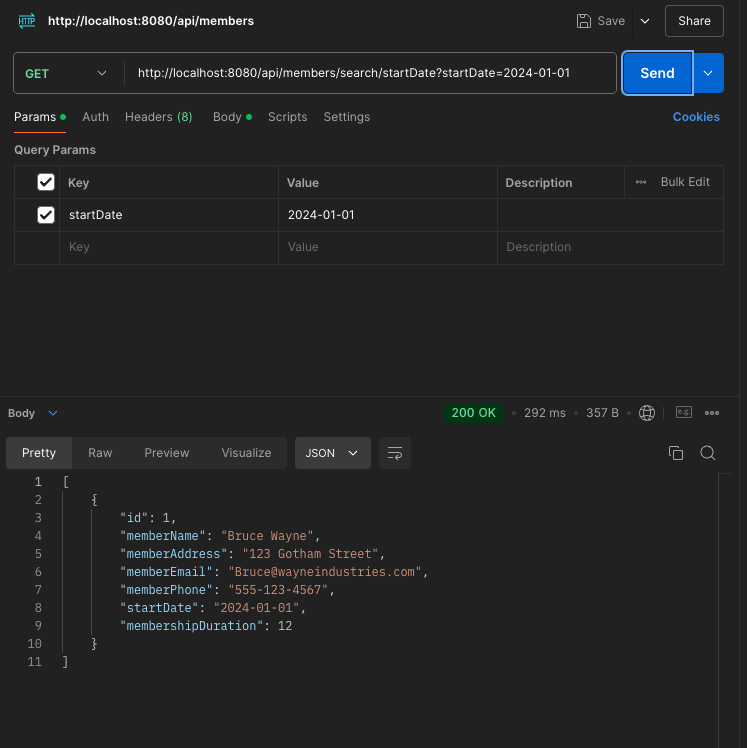 HTTP http://localhost:8080/api/members Save Share
GET http://localhost:8080/api/members/search/startDate?startDate=2024-01-01 Send
Params Auth Headers (8) Body Scripts Settings Cookies
Query Params
Key Value Description Bulk Edit
startDate 2024-01-01
Key Value Description
Body 200 OK 292 ms 357 B e.g.
Pretty Raw Preview Visualize JSON
1 [
2 {
3 "id": 1,
4 "memberName": "Bruce Wayne",
5 "memberAddress": "123 Gotham Street",
6 "memberEmail": "Bruce@wayneindustries.com",
7 "memberPhone": "555-123-4567",
8 "startDate": "2024-01-01",
9 "membershipDuration": 12
10 }
11 ]